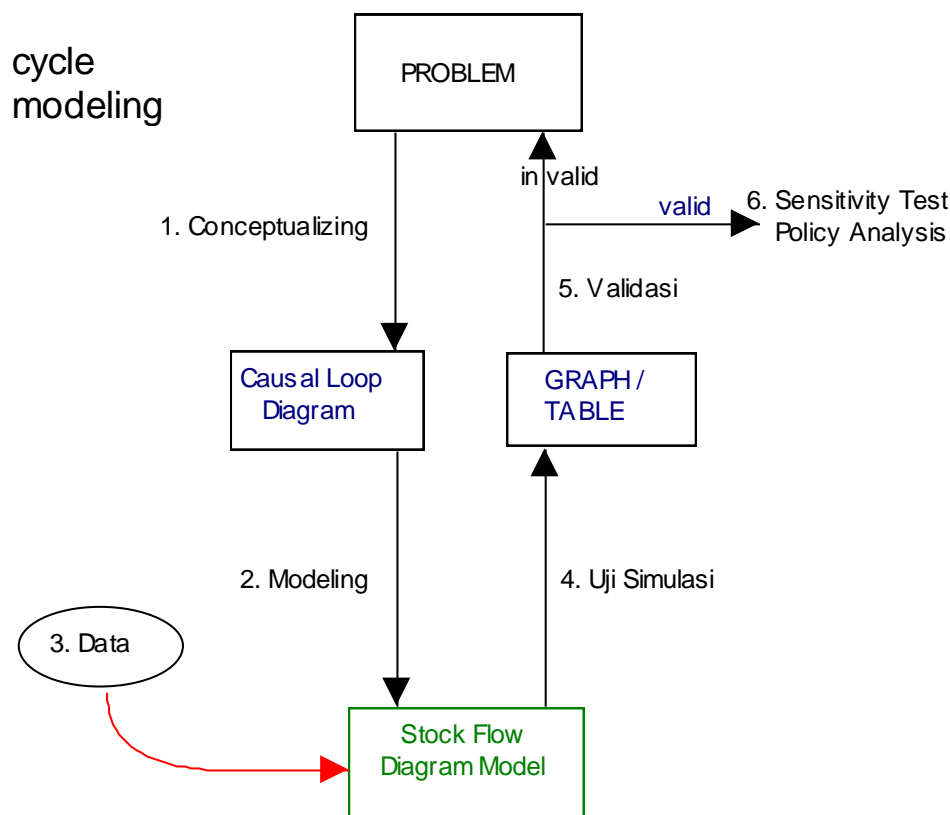 cycle
modeling
PROBLEM
in valid
valid
6. Sensitivity Test
Policy Analysis
1. Conceptualizing
5. Validasi
Causal Loop
Diagram
GRAPH /
TABLE
2. Modeling
4. Uji Simulasi
3. Data
Stock Flow
Diagram Model